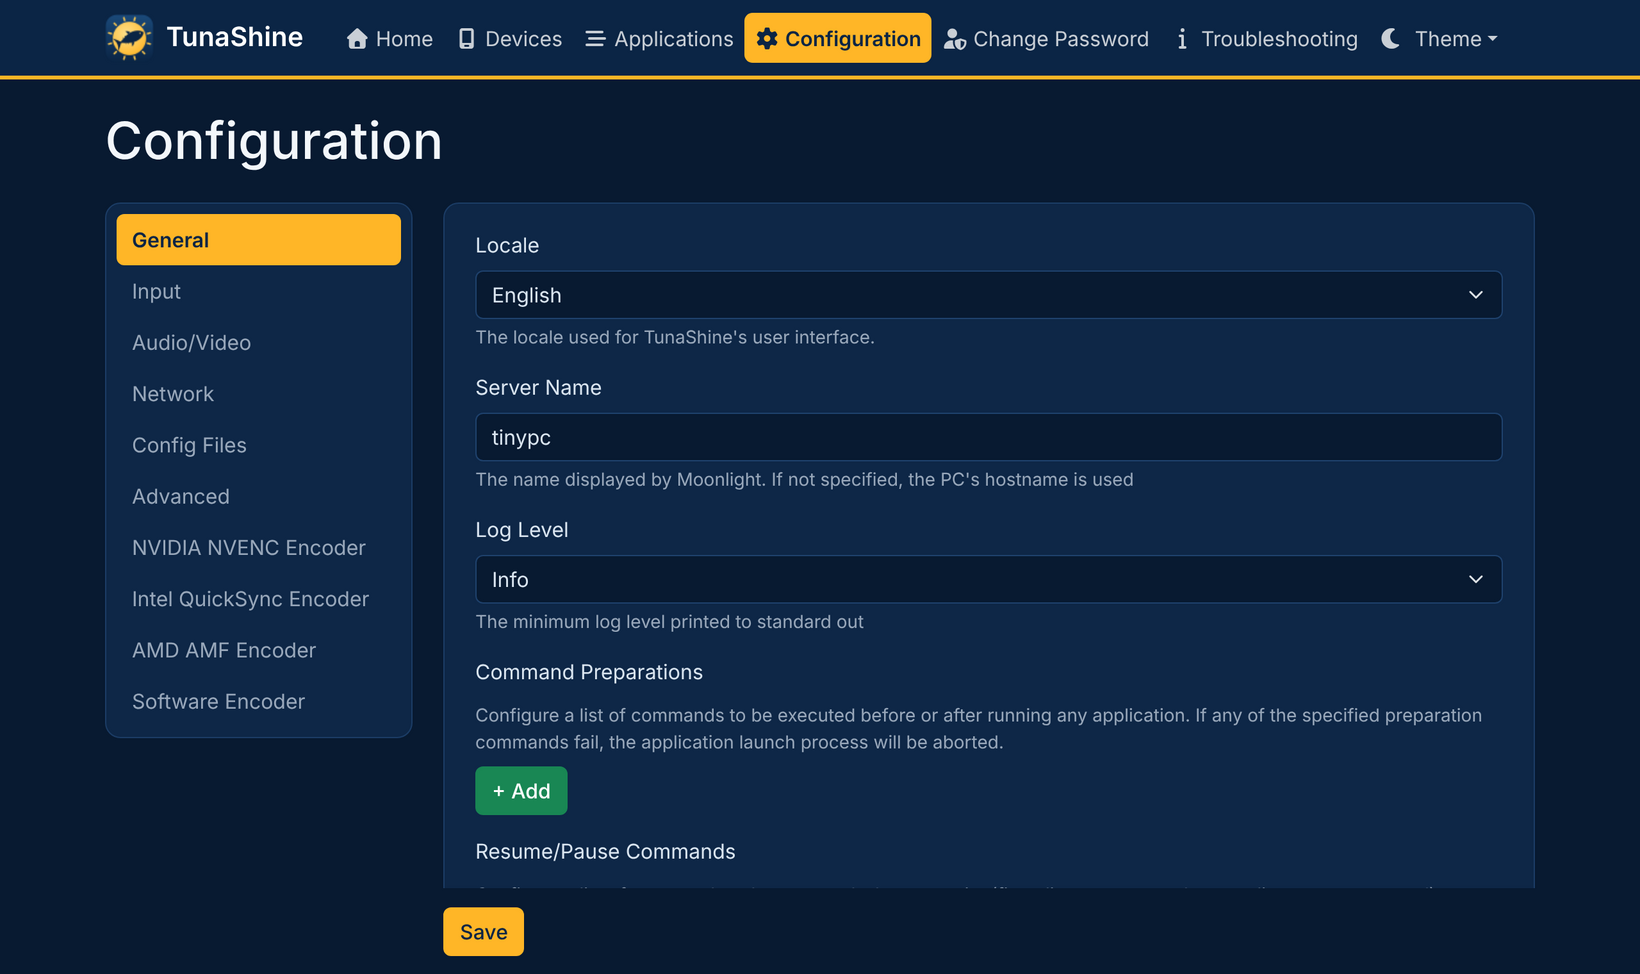 TunaShine
Home
Devices
Applications
Configuration
Change Password
Troubleshooting
Theme
Configuration
General
Input
Audio/Video
Network
Config Files
Advanced
NVIDIA NVENC Encoder
Intel QuickSync Encoder
AMD AMF Encoder
Software Encoder
Locale
English
The locale used for TunaShine's user interface.
Server Name
tinypc
The name displayed by Moonlight. If not specified, the PC's hostname is used
Log Level
Info
The minimum log level printed to standard out
Command Preparations
Configure a list of commands to be executed before or after running any application. If any of the specified preparation
commands fail, the application launch process will be aborted.
+ Add
Resume/Pause Commands
Save